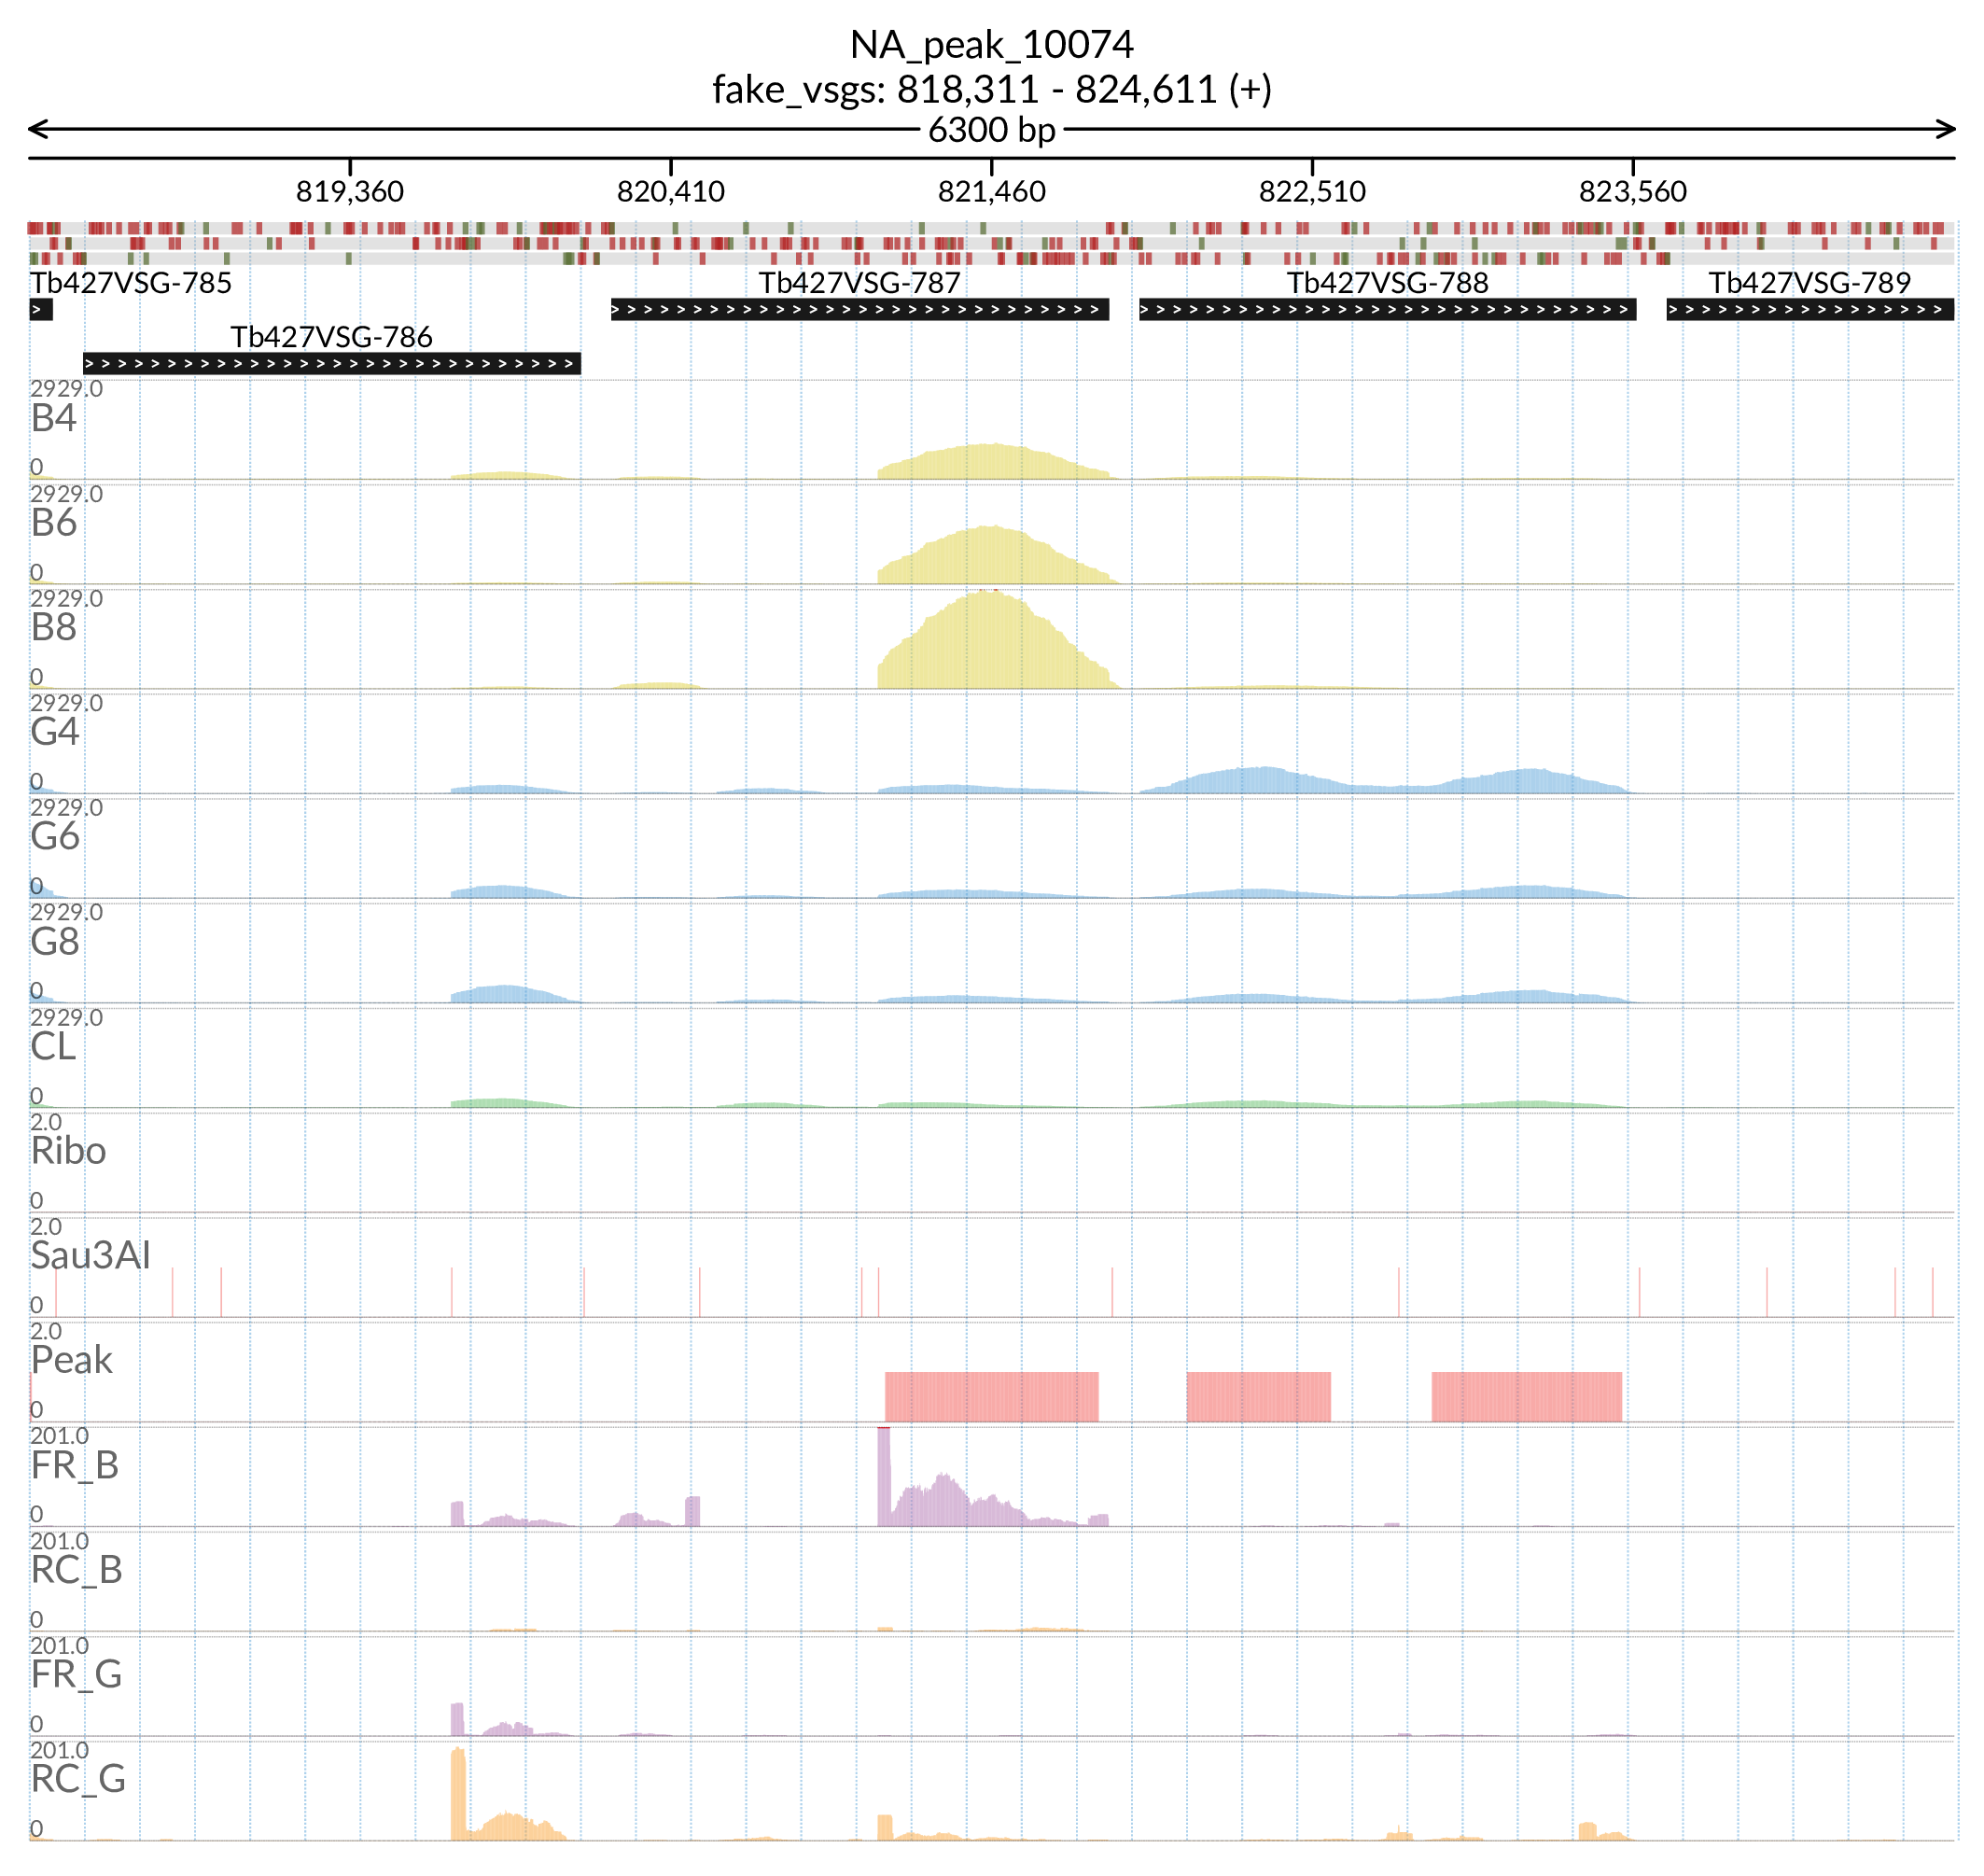 NA_peak_10074
fake_vsgs: 818,311 - 824,611 (+)
6300 bp
819,360 820,410 821,460 822,510 823,560
Tb427VSG-785 Tb427VSG-787 Tb427VSG-788 Tb427VSG-789
Tb427VSG-786
2929.0
B4
0
2929.0
B6
0
2929.0
B8
0
2929.0
G4
0
2929.0
G6
0
2929.0
G8
0
2929.0
CL
0
2.0
Ribo
0
2.0
Sau3AI
0
2.0
Peak
0
201.0
FR_B
0
201.0
RC_B
0
201.0
FR_G
0
201.0
RC_G
0